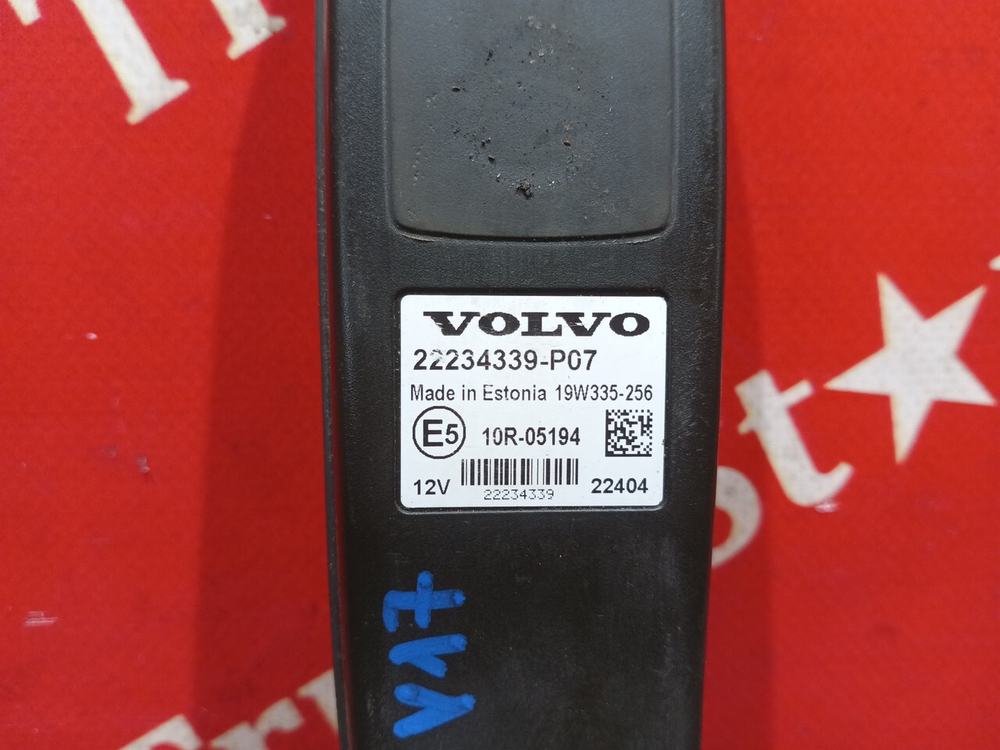 VOLVO
22234339-P07
Made in Estonia 19W335-256
E5 10R-05194
12V 22234339 22404